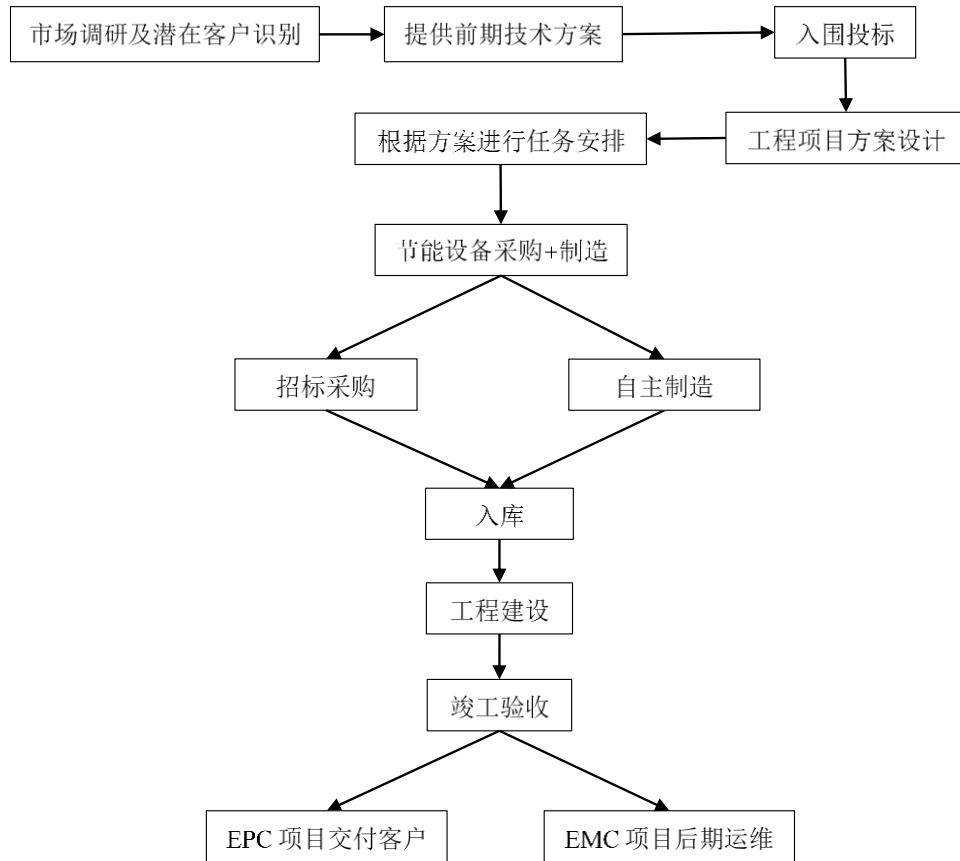 市场调研及潜在客户识别
提供前期技术方案
入围投标
工程项目方案设计
根据方案进行任务安排
节能设备采购+制造
招标采购
自主制造
入库
工程建设
竣工验收
EPC 项目交付客户
EMC 项目后期运维